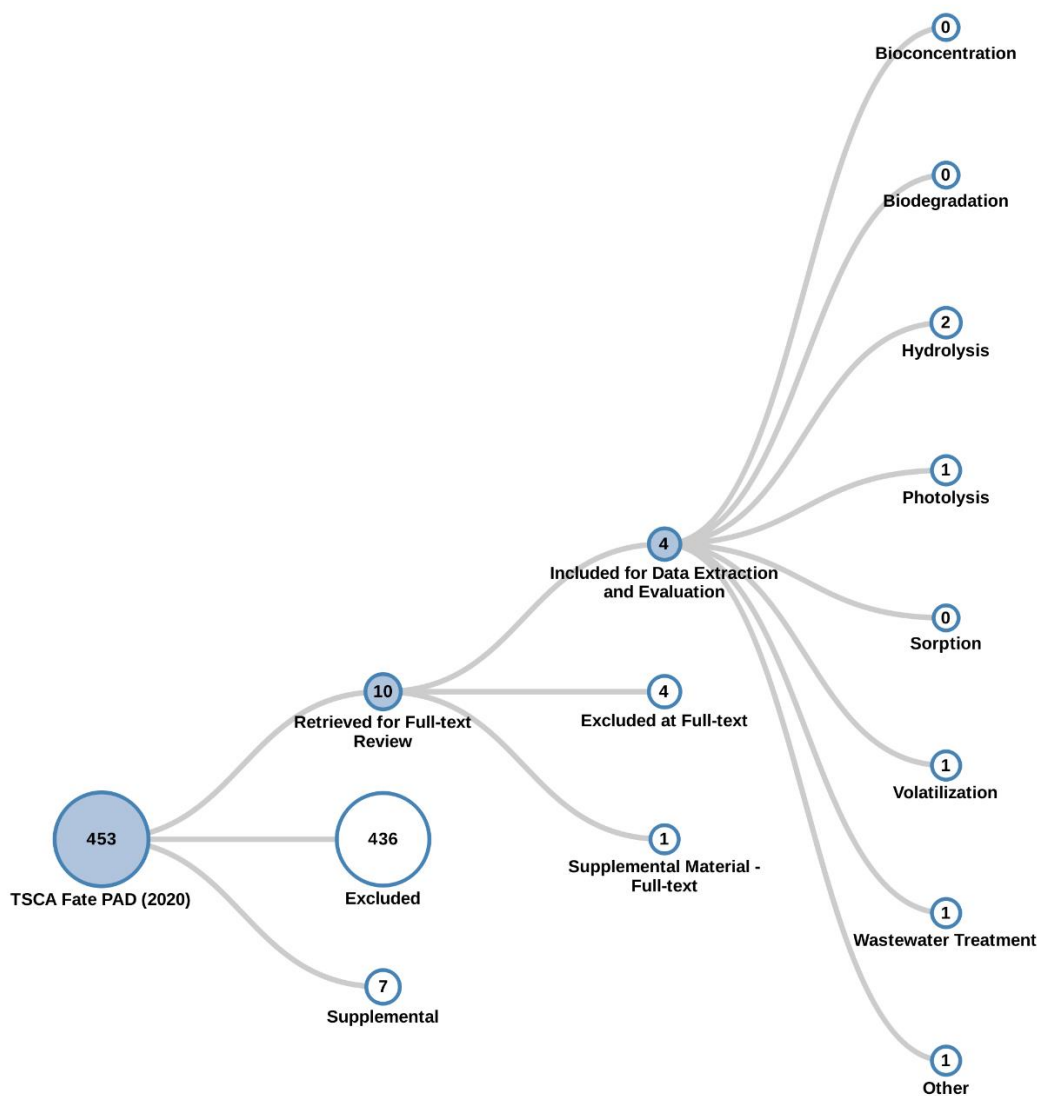 0
Bioconcentration
0
Biodegradation
2
Hydrolysis
1
Photolysis
4
Included for Data Extraction
and Evaluation
0
Sorption
10
Retrieved for Full-text
Review
4
Excluded at Full-text
1
Volatilization
453
TSCA Fate PAD (2020)
436
Excluded
1
Supplemental Material -
Full-text
1
Wastewater Treatment
7
Supplemental
1
Other